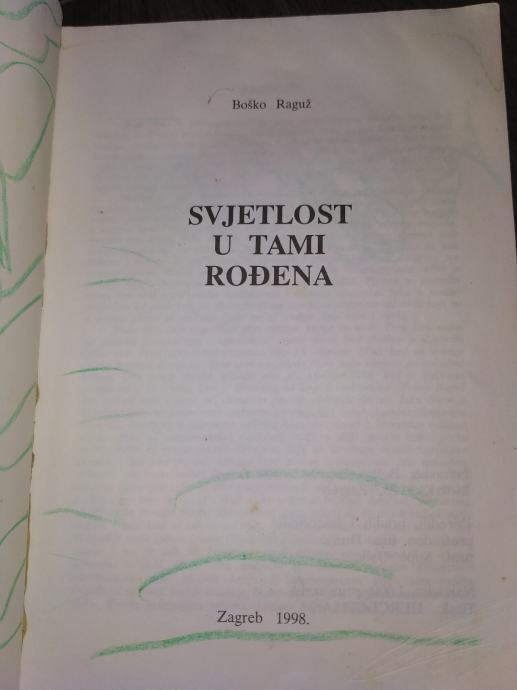 Boško Raguž
SVJETLOST
U TAMI
ROĐENA
Zagreb 1998.